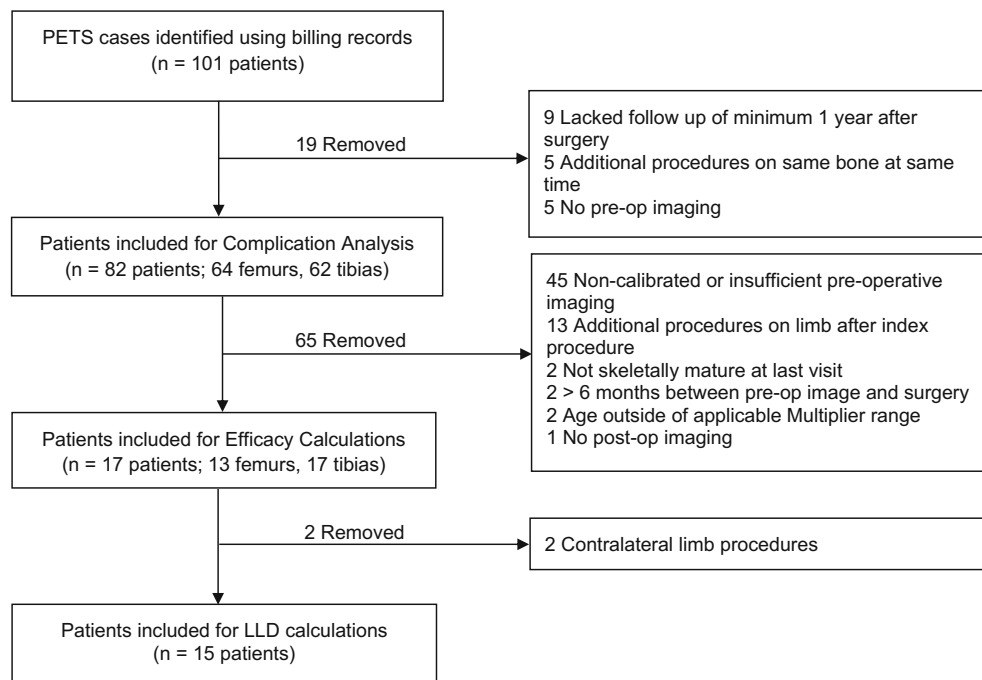 PETS cases identified using billing records
(n = 101 patients)
19 Removed
9 Lacked follow up of minimum 1 year after
surgery
5 Additional procedures on same bone at same
time
5 No pre-op imaging
Patients included for Complication Analysis
(n = 82 patients; 64 femurs, 62 tibias)
65 Removed
45 Non-calibrated or insufficient pre-operative
imaging
13 Additional procedures on limb after index
procedure
2 Not skeletally mature at last visit
2 > 6 months between pre-op image and surgery
2 Age outside of applicable Multiplier range
1 No post-op imaging
Patients included for Efficacy Calculations
(n = 17 patients; 13 femurs, 17 tibias)
2 Removed
2 Contralateral limb procedures
Patients included for LLD calculations
(n = 15 patients)